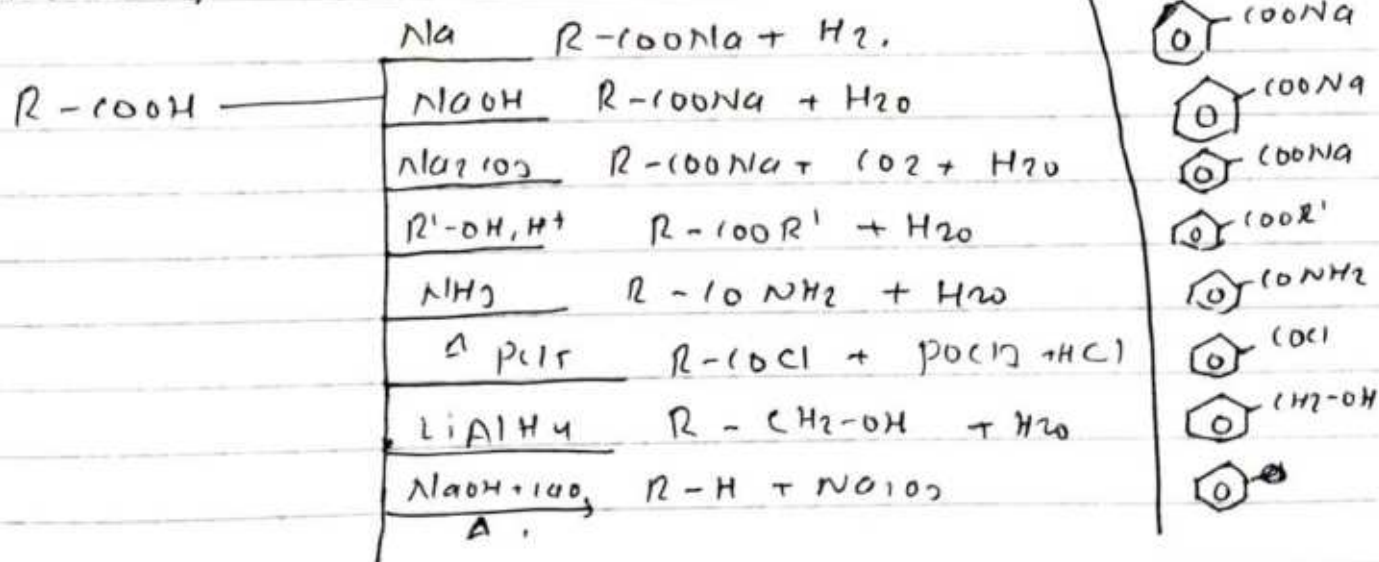 Na R-COONa + H2. COONa
R-COOH NaOH R-COONa + H2O COONa
Na2CO3 R-COONa + CO2 + H2O COONa
R'-OH, H+ R-COOR' + H2O COOR'
NH3 R-CONH2 + H2O CONH2
Δ PCl5 R-COCl + POCl3 + HCl COCl
LiAlH4 R-CH2-OH + H2O CH2-OH
NaOH + CaO, R-H + Na2CO3
Δ.